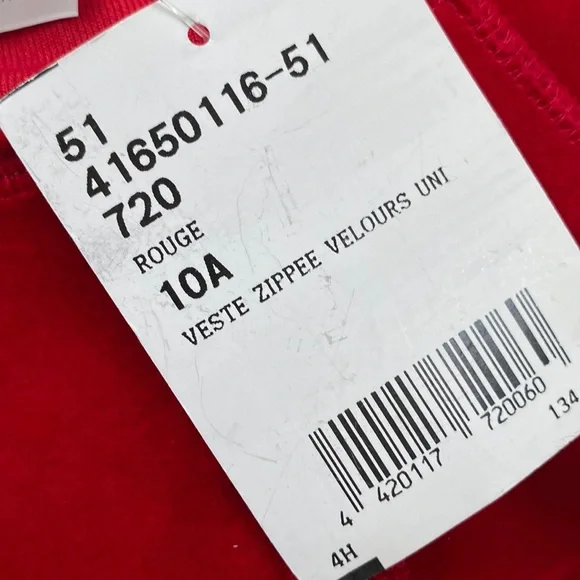 51
41650116-51
720
ROUGE
10A
VESTE ZIPPEE VELOURS UNI
4 420117 720060
134
4H